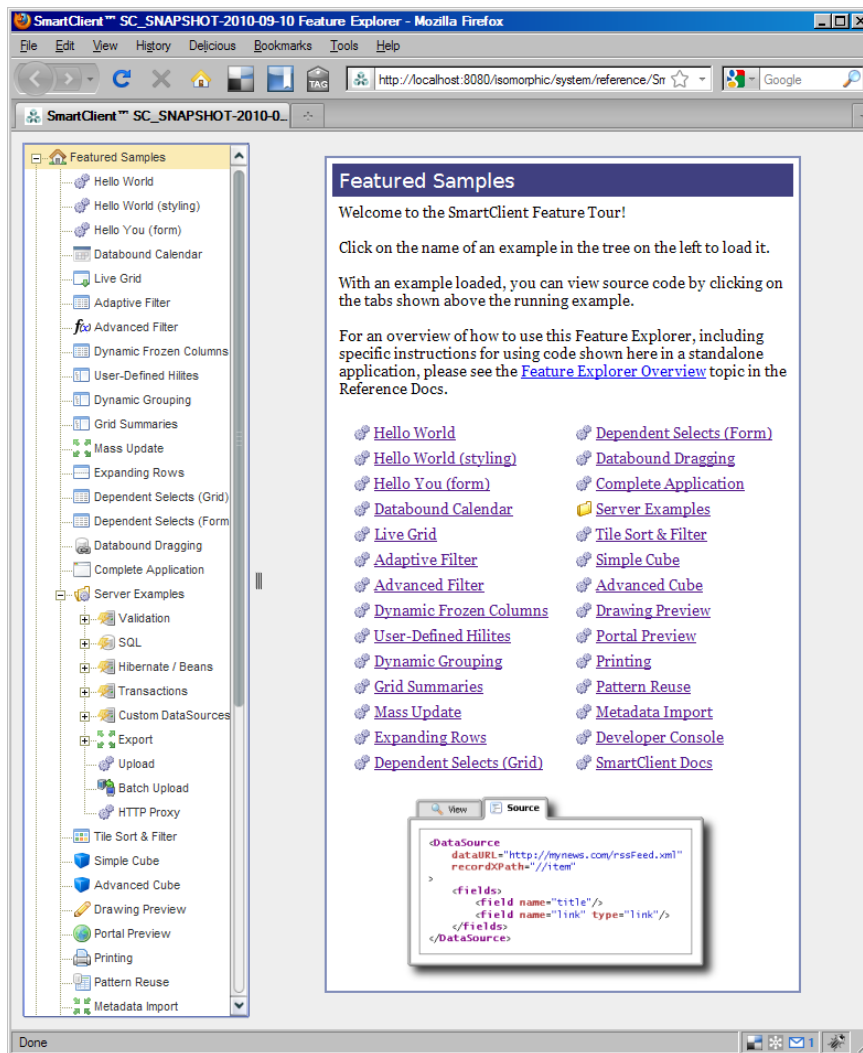 SmartClient™ SC_SNAPSHOT-2010-09-10 Feature Explorer - Mozilla Firefox
File Edit View History Delicious Bookmarks Tools Help
TAG
http://localhost:8080/isomorphic/system/reference/Sm
Google
SmartClient™ SC_SNAPSHOT-2010-0...
Featured Samples
Hello World
Hello World (styling)
Hello You (form)
Databound Calendar
Live Grid
Adaptive Filter
f(x) Advanced Filter
Dynamic Frozen Columns
User-Defined Hilites
Dynamic Grouping
Grid Summaries
Mass Update
Expanding Rows
Dependent Selects (Grid)
Dependent Selects (Form
Databound Dragging
Complete Application
Server Examples
Validation
SQL
Hibernate / Beans
Transactions
Custom DataSources
Export
Upload
Batch Upload
HTTP Proxy
Tile Sort & Filter
Simple Cube
Advanced Cube
Drawing Preview
Portal Preview
Printing
Pattern Reuse
Metadata Import
Featured Samples
Welcome to the SmartClient Feature Tour!
Click on the name of an example in the tree on the left to load it.
With an example loaded, you can view source code by clicking on
the tabs shown above the running example.
For an overview of how to use this Feature Explorer, including
specific instructions for using code shown here in a standalone
application, please see the Feature Explorer Overview topic in the
Reference Docs.
Hello World
Hello World (styling)
Hello You (form)
Databound Calendar
Live Grid
Adaptive Filter
Advanced Filter
Dynamic Frozen Columns
User-Defined Hilites
Dynamic Grouping
Grid Summaries
Mass Update
Expanding Rows
Dependent Selects (Grid)
Dependent Selects (Form)
Databound Dragging
Complete Application
Server Examples
Tile Sort & Filter
Simple Cube
Advanced Cube
Drawing Preview
Portal Preview
Printing
Pattern Reuse
Metadata Import
Developer Console
SmartClient Docs
View Source
<DataSource
dataURL="http://mynews.com/rssFeed.xml"
recordXPath="//item"
>
<fields>
<field name="title"/>
<field name="link" type="link"/>
</fields>
</DataSource>
Done
1